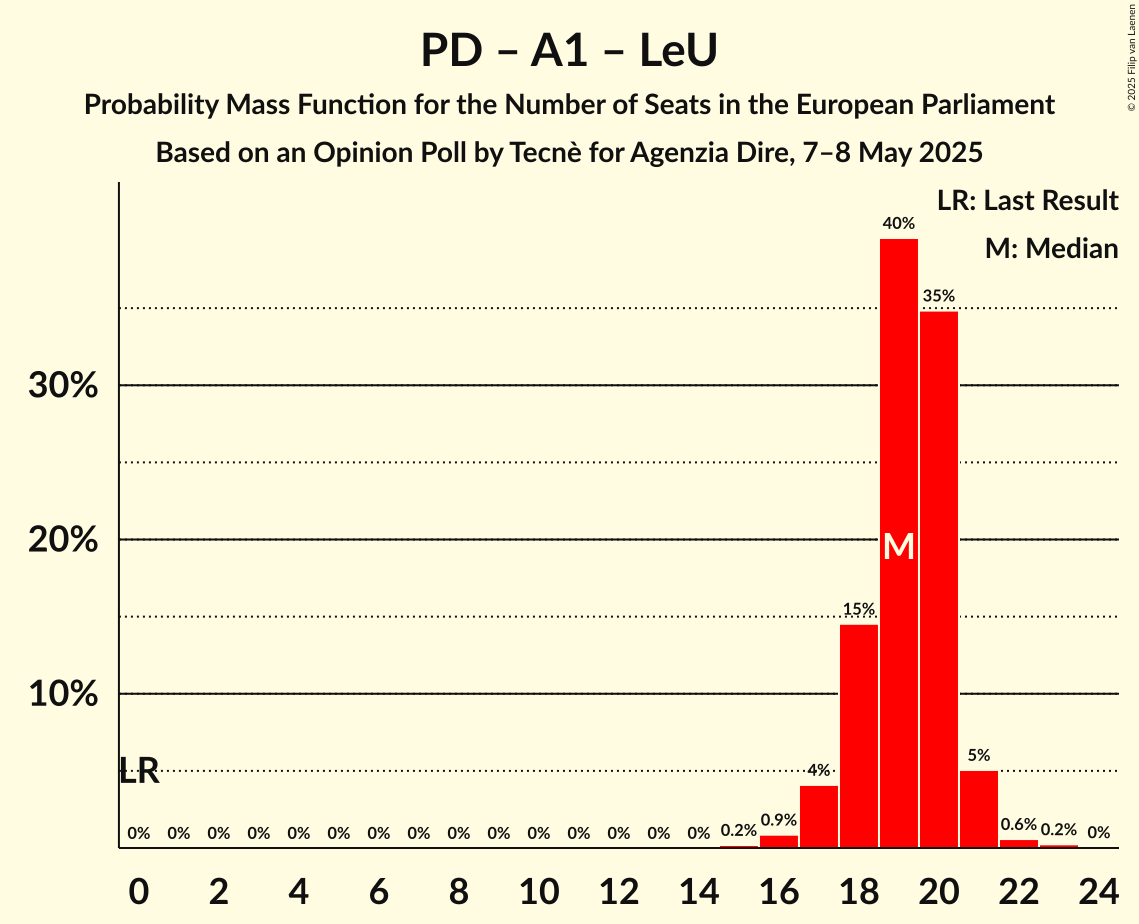 PD – A1 – LeU
Probability Mass Function for the Number of Seats in the European Parliament
Based on an Opinion Poll by Tecnè for Agenzia Dire, 7–8 May 2025
© 2025 Filip van Laenen
LR: Last Result
M: Median
40%
35%
30%
20%
M
15%
10%
LR
5%
4%
0% 0% 0% 0% 0% 0% 0% 0% 0% 0% 0% 0% 0% 0% 0% 0.2% 0.9% 0.6% 0.2% 0%
0 2 4 6 8 10 12 14 16 18 20 22 24